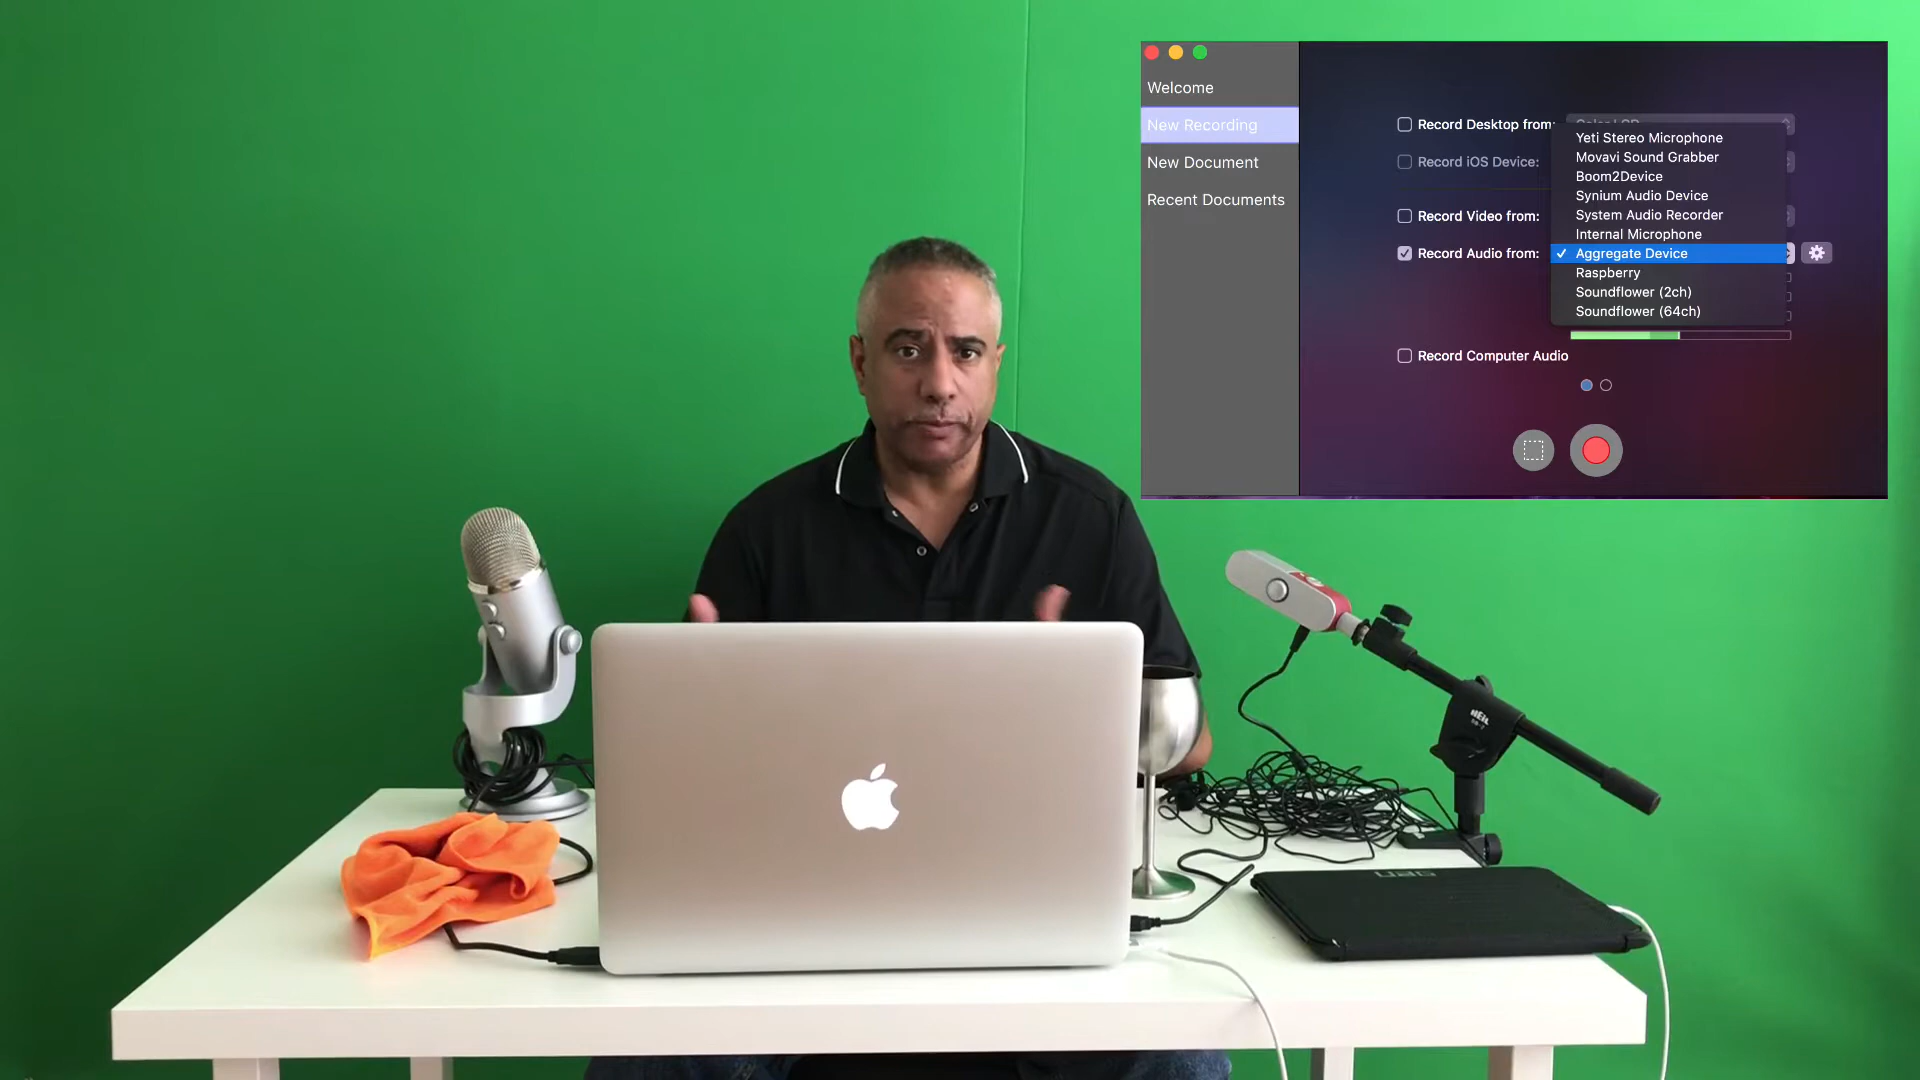 Welcome
New Recording
New Document
Recent Documents
Record Desktop from:
Record iOS Device:
Record Video from:
Record Audio from:
Yeti Stereo Microphone
Movavi Sound Grabber
Boom2Device
Synium Audio Device
System Audio Recorder
Internal Microphone
✓ Aggregate Device
Raspberry
Soundflower (2ch)
Soundflower (64ch)
Record Computer Audio
HEIL
UAG